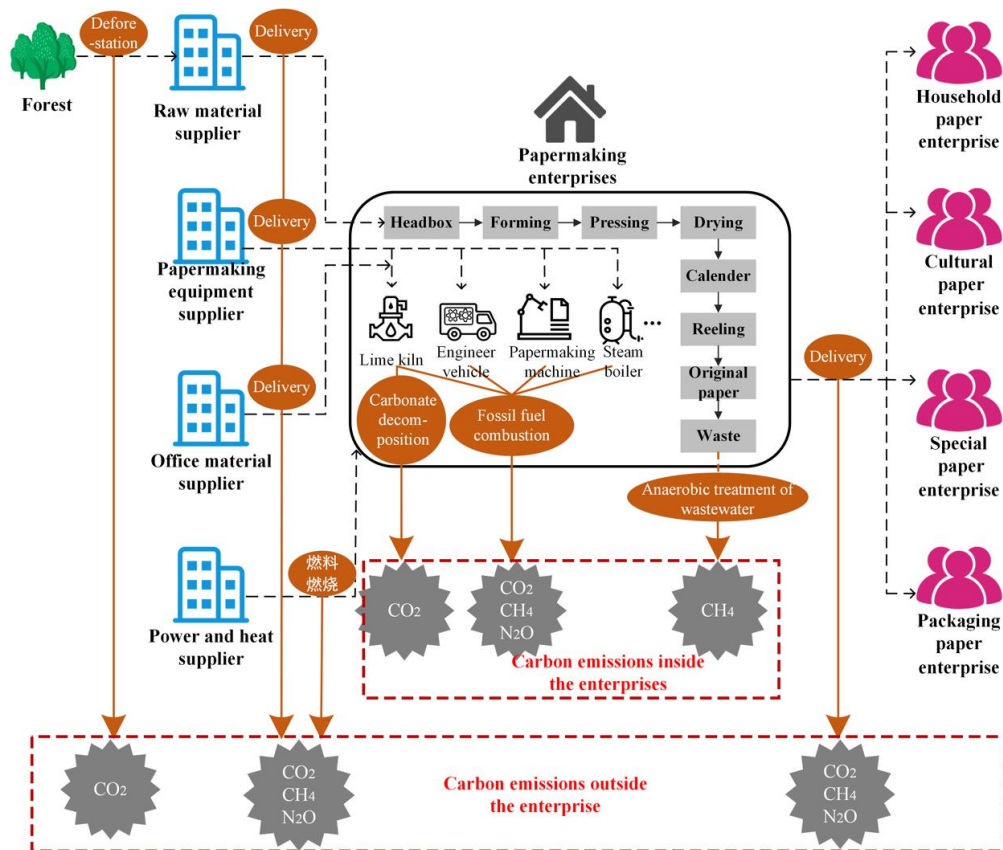 Defore
-station
Delivery
Forest
Raw material
supplier
Papermaking
enterprises
Household
paper
enterprise
Headbox
Forming
Pressing
Drying
Delivery
Papermaking
equipment
supplier
Calender
Cultural
paper
enterprise
Reeling
...
Lime kiln
Engineer
vehicle
Papermaking
machine
Steam
boiler
Delivery
Original
paper
Delivery
Carbonate
decom-
position
Fossil fuel
combustion
Waste
Office material
supplier
Special
paper
enterprise
Anaerobic treatment of
wastewater
燃料
燃烧
Power and heat
supplier
CO2
CO2
CH4
N2O
CH4
Packaging
paper
enterprise
Carbon emissions inside
the enterprises
CO2
CO2
CH4
N2O
Carbon emissions outside
the enterprise
CO2
CH4
N2O